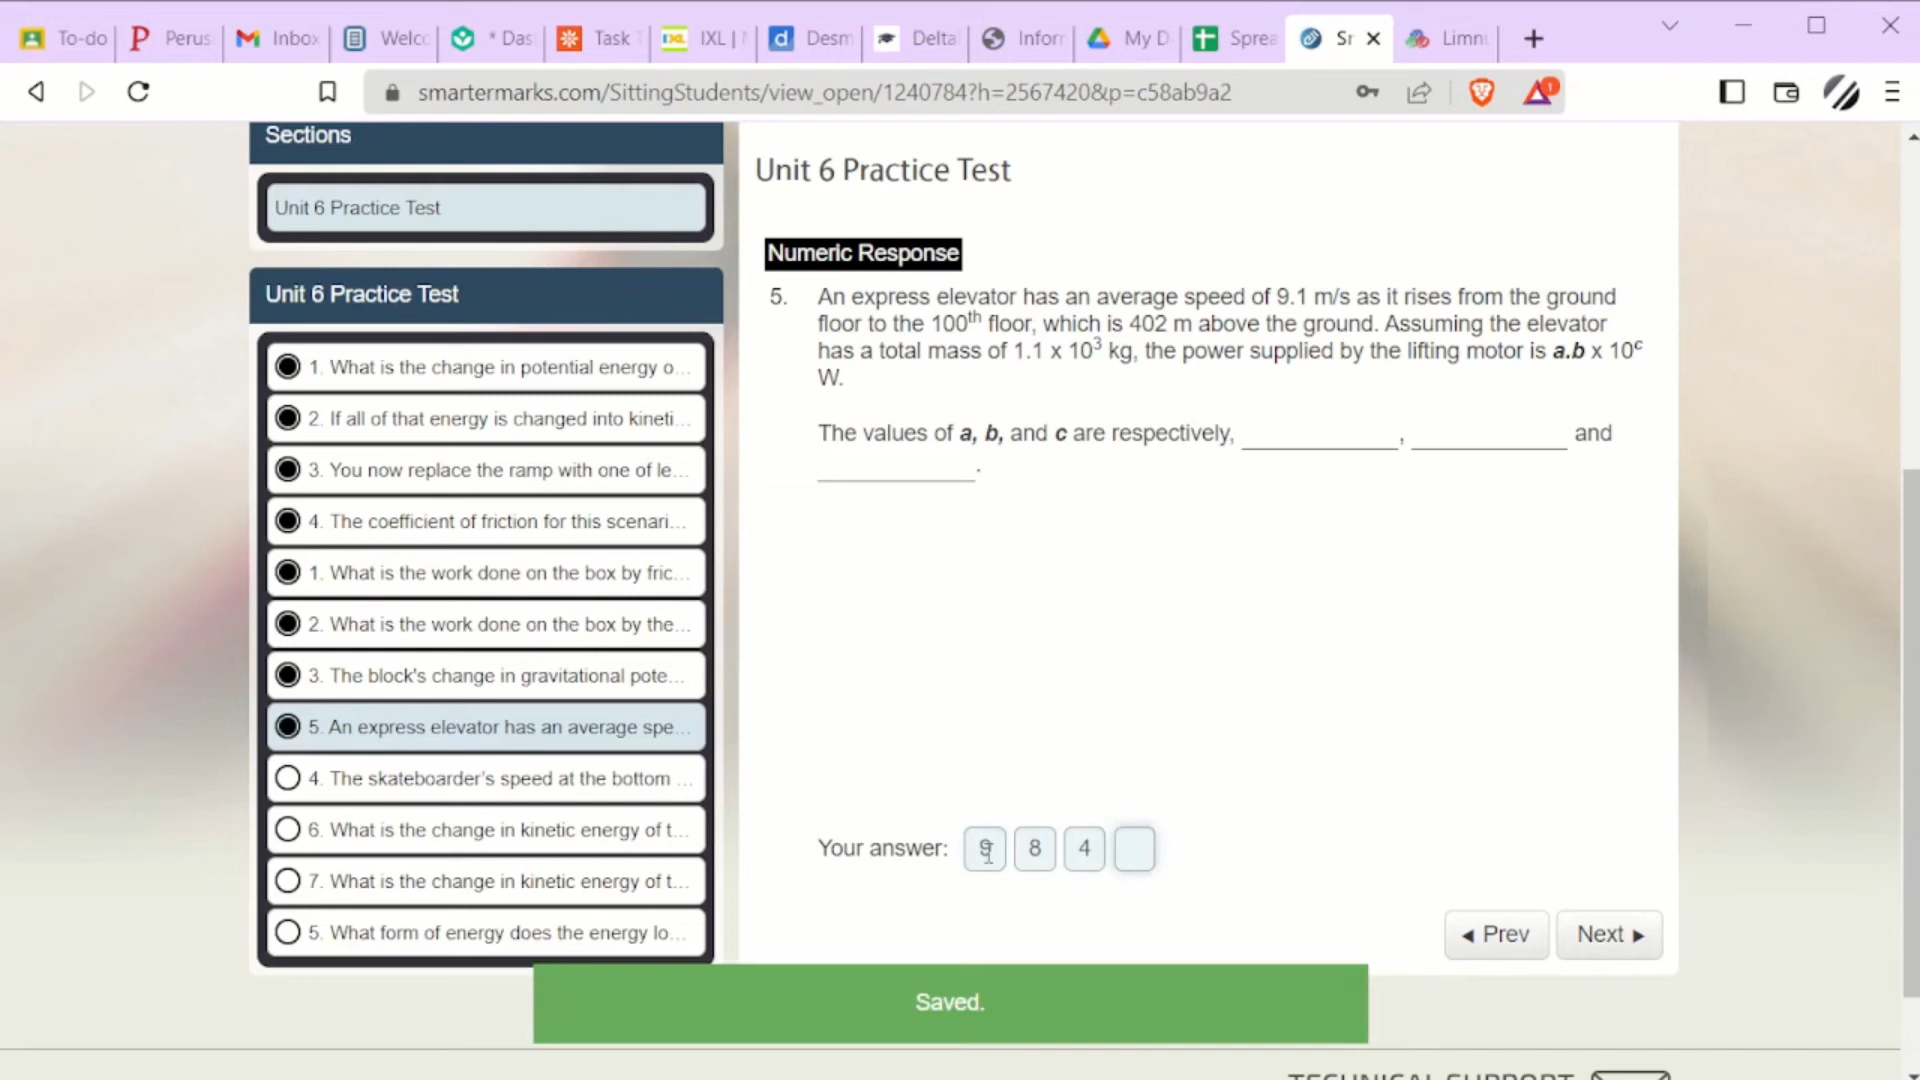 To-do
Perus
Inbox
Welc
* Das
Task
IXL |
Desm
Delta
Infor
My D
Sprea
Sr
Limn
smartermarks.com/SittingStudents/view_open/1240784?h=2567420&p=c58ab9a2
Sections
Unit 6 Practice Test
Unit 6 Practice Test
1. What is the change in potential energy o...
2. If all of that energy is changed into kineti...
3. You now replace the ramp with one of le...
4. The coefficient of friction for this scenari...
1. What is the work done on the box by fric...
2. What is the work done on the box by the...
3. The block's change in gravitational pote...
5. An express elevator has an average spe...
4. The skateboarder's speed at the bottom ...
6. What is the change in kinetic energy of t...
7. What is the change in kinetic energy of t...
5. What form of energy does the energy lo...
Unit 6 Practice Test
Numeric Response
5. An express elevator has an average speed of 9.1 m/s as it rises from the ground
floor to the 100th floor, which is 402 m above the ground. Assuming the elevator
has a total mass of 1.1 x 10³ kg, the power supplied by the lifting motor is a.b x 10ᶜ
W.
The values of a, b, and c are respectively, ____________, ____________ and
____________.
Your answer: 9 8 4
◄ Prev
Next ►
Saved.
TECHNICAL SUPPORT